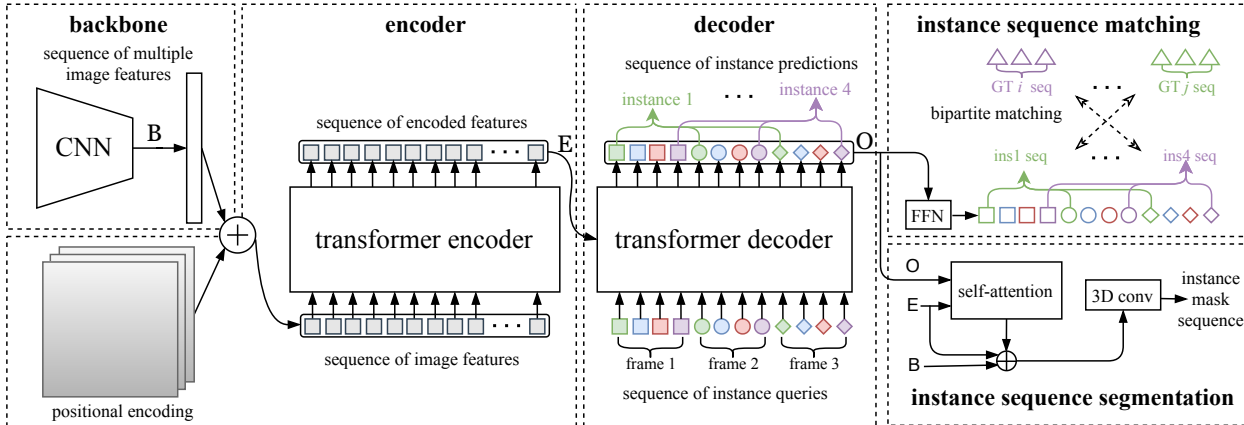 backbone
sequence of multiple
image features
CNN
B
positional encoding
+
encoder
sequence of encoded features
E
transformer encoder
sequence of image features
decoder
sequence of instance predictions
instance 1
. . .
instance 4
O
transformer decoder
frame 1
frame 2
frame 3
sequence of instance queries
instance sequence matching
GT i seq
. . .
GT j seq
bipartite matching
ins1 seq
. . .
ins4 seq
FFN
O
E
B
self-attention
3D conv
instance
mask
sequence
instance sequence segmentation